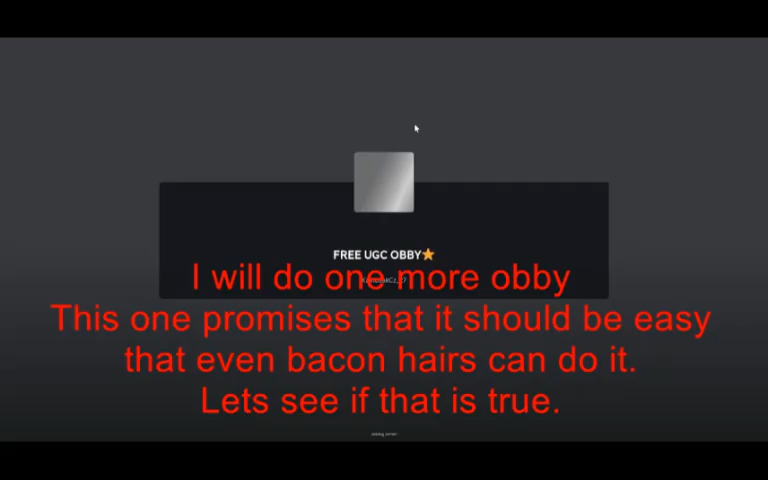 FREE UGC OBBY⭐
I will do one more obby
This one promises that it should be easy
that even bacon hairs can do it.
Lets see if that is true.